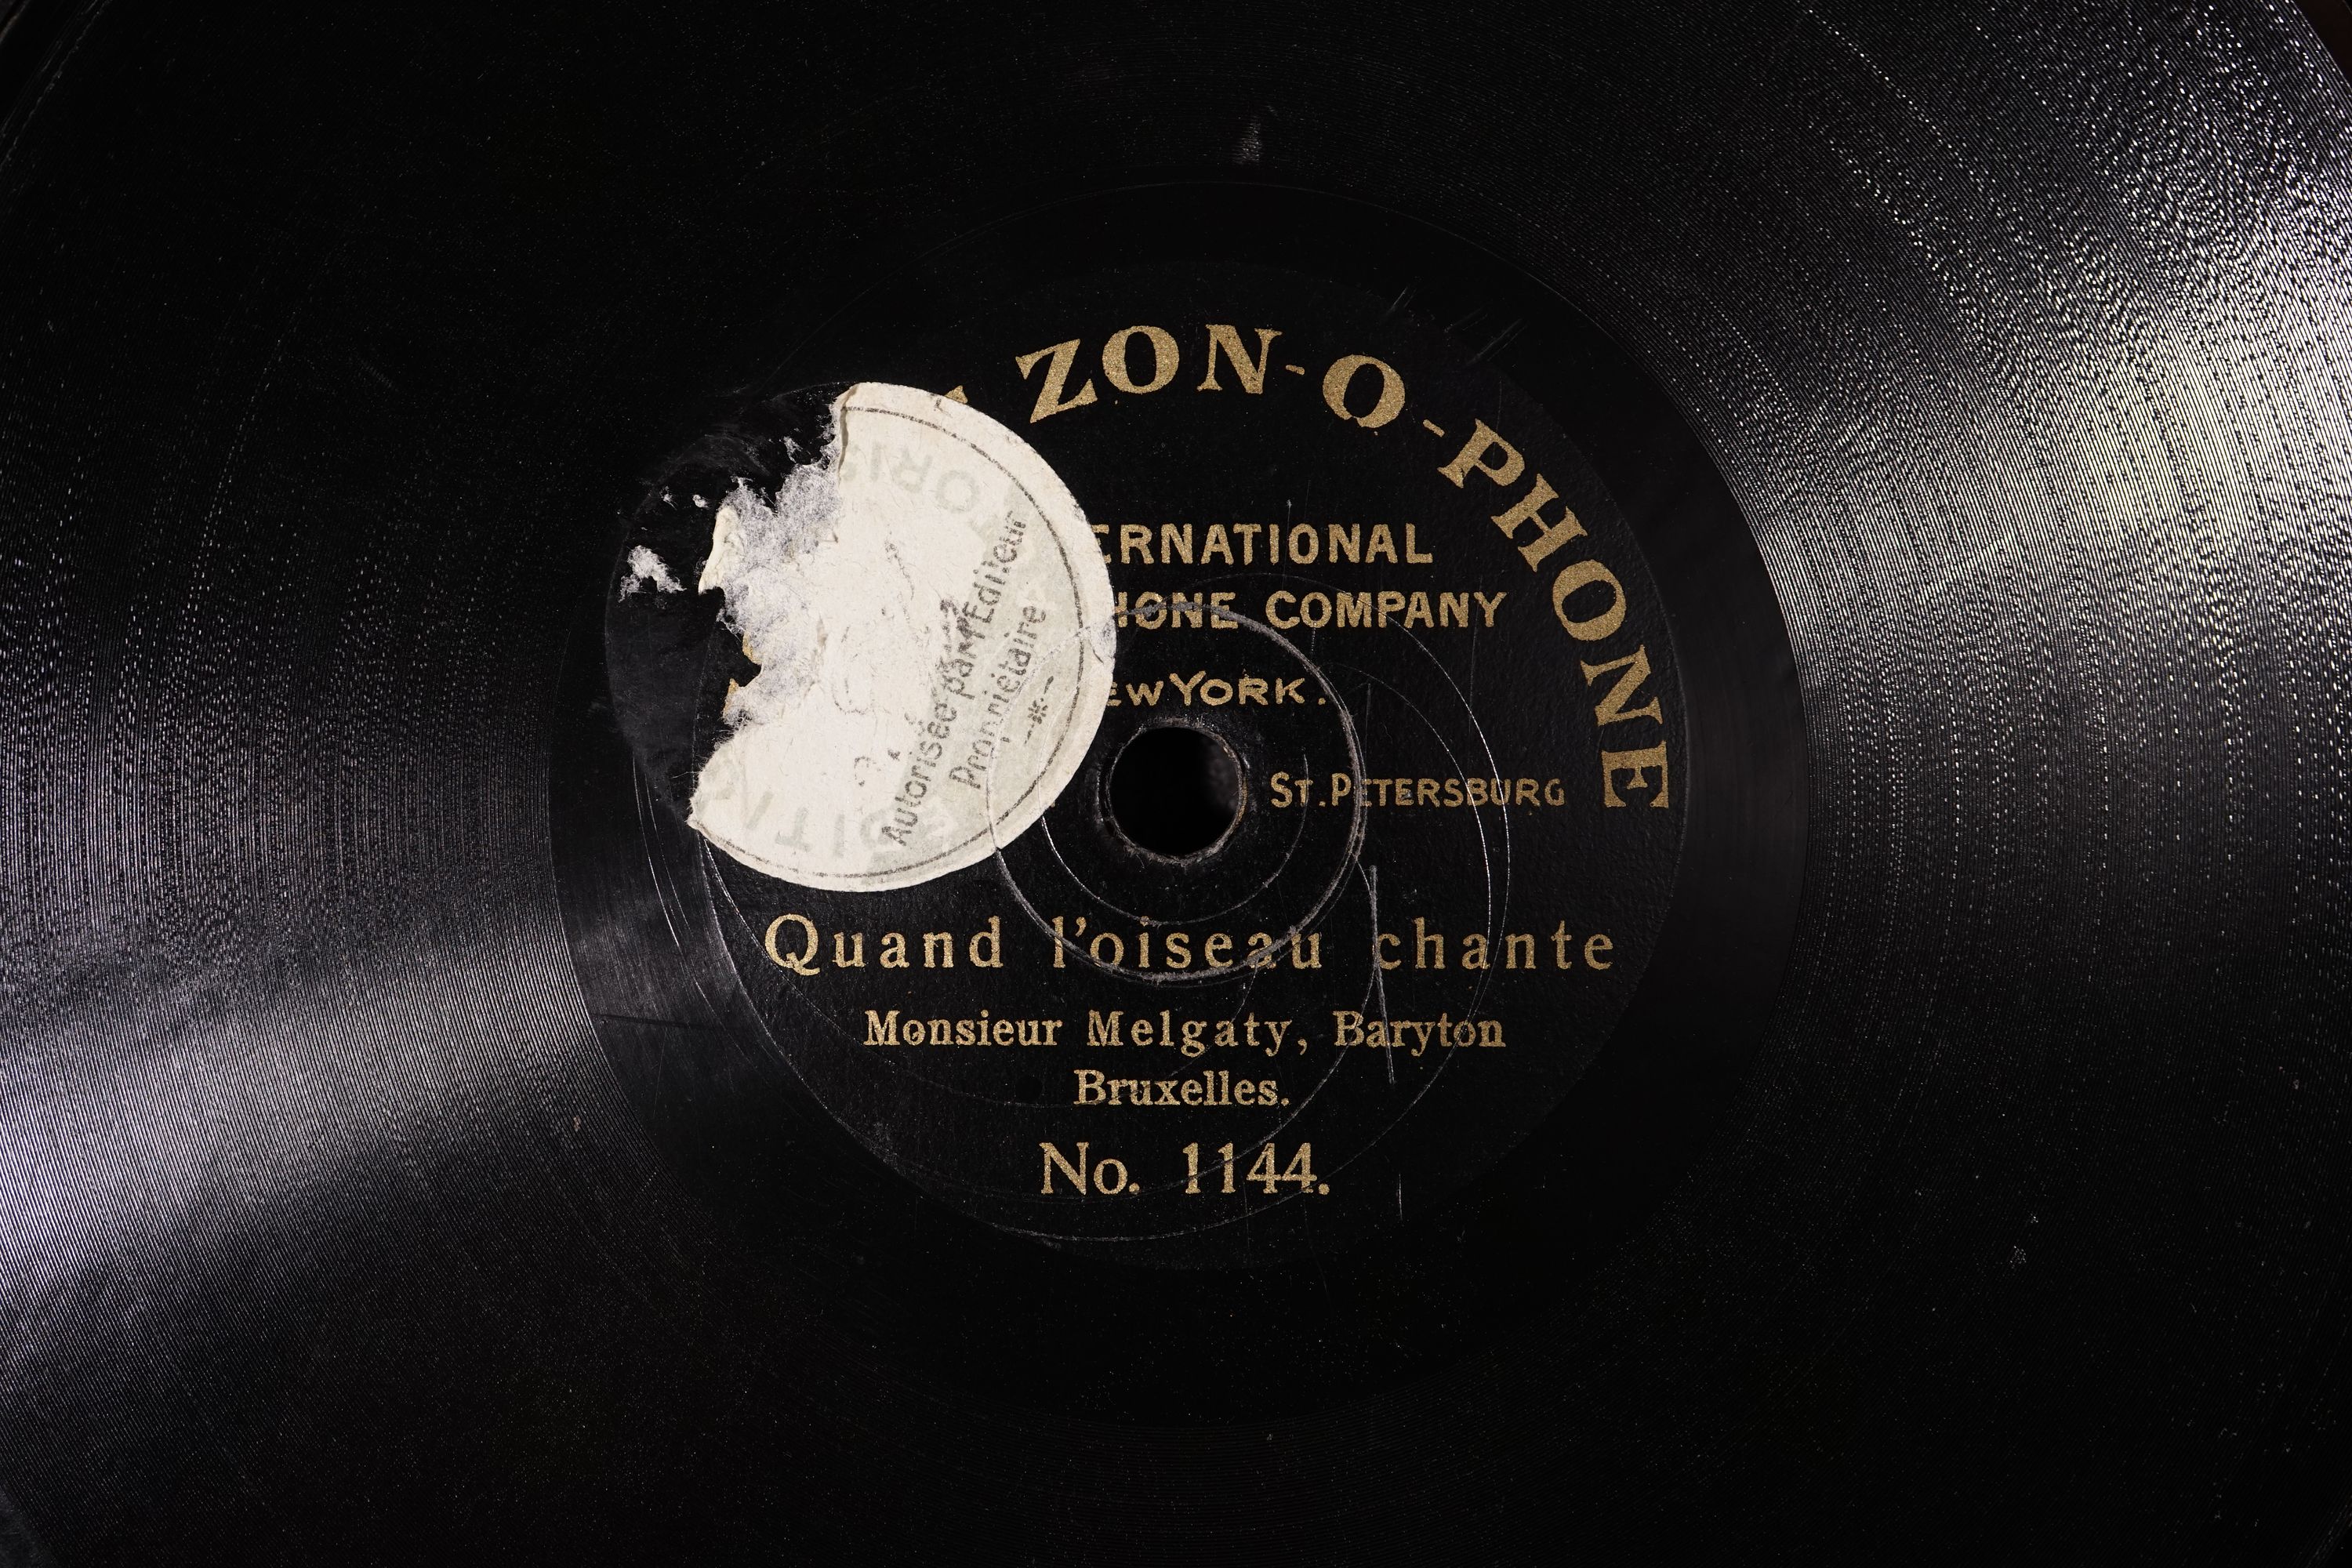 ZON-O-PHONE
ERNATIONAL
HONE COMPANY
EW YORK.
ST. PETERSBURG
Autorisée par l'Editeur
Propriétaire
Quand l'oiseau chante
Monsieur Melgaty, Baryton
Bruxelles.
No. 1144.